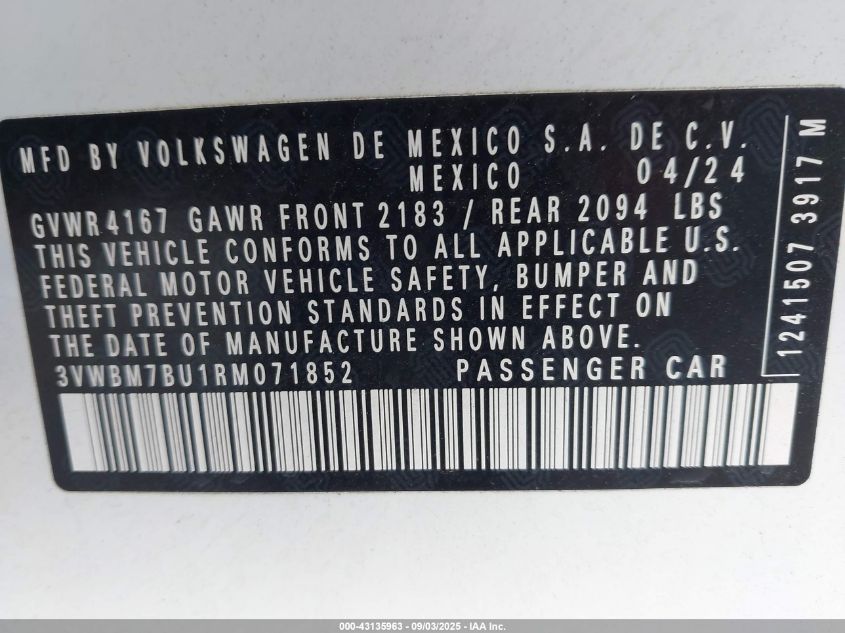 MFD BY VOLKSWAGEN DE MEXICO S.A. DE C.V.
MEXICO 04/24
GVWR 4167 GAWR FRONT 2183 / REAR 2094 LBS
THIS VEHICLE CONFORMS TO ALL APPLICABLE U.S.
FEDERAL MOTOR VEHICLE SAFETY, BUMPER AND
THEFT PREVENTION STANDARDS IN EFFECT ON
THE DATE OF MANUFACTURE SHOWN ABOVE.
3VWBM7BU1RM071852 PASSENGER CAR
1241507 3917 M
000-43135963 - 09/03/2025 - IAA Inc.